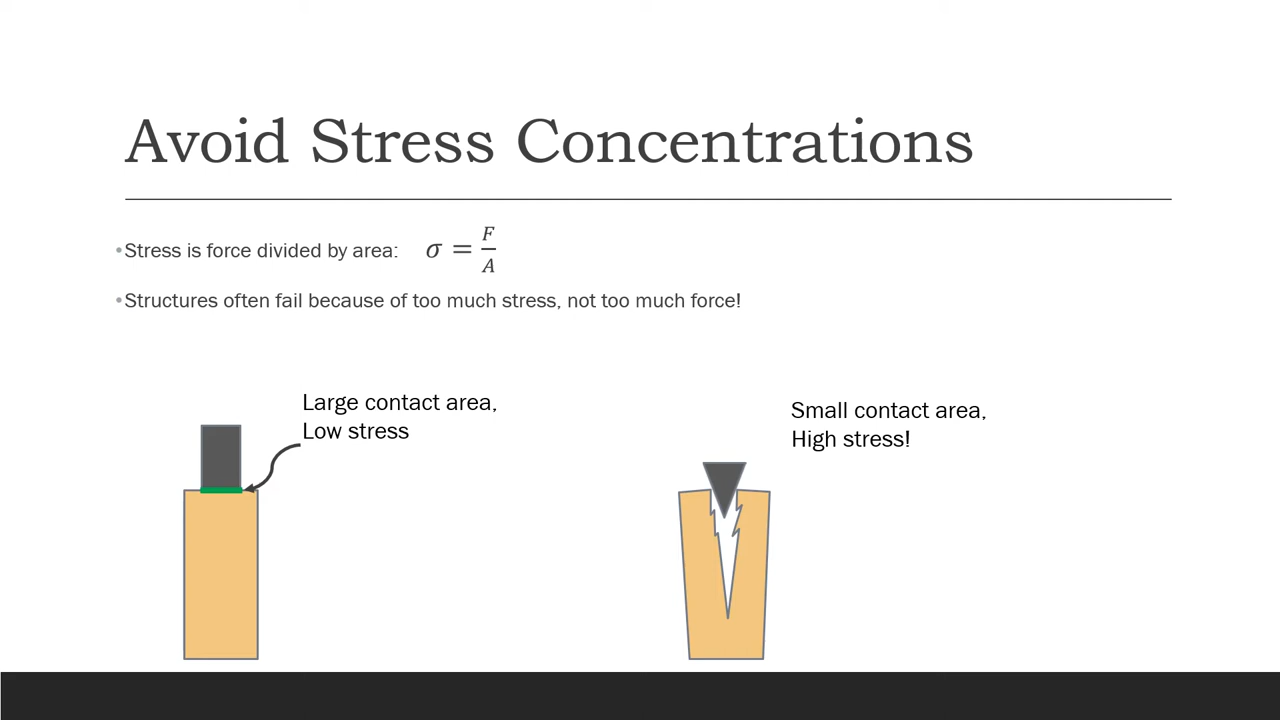 Avoid Stress Concentrations
•Stress is force divided by area: σ = F/A
•Structures often fail because of too much stress, not too much force!
Large contact area,
Low stress
Small contact area,
High stress!